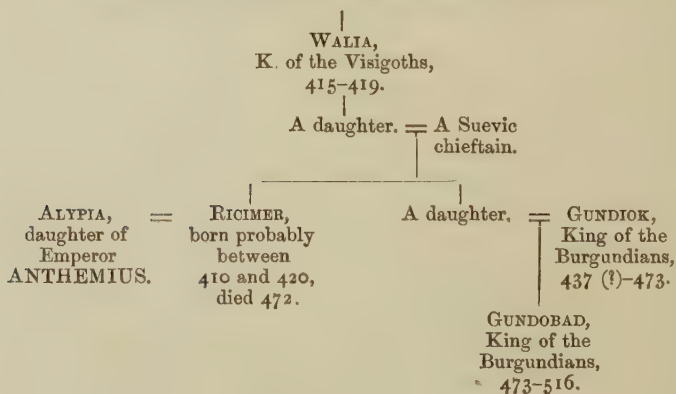 WALIA,
K. of the Visigoths,
415–419.
A daughter. = A Suevic
chieftain.
ALYPIA,
daughter of
Emperor
ANTHEMIUS.
=
RICIMER,
born probably
between
410 and 420,
died 472.
A daughter. = GUNDIOK,
King of the
Burgundians,
437 (?)–473.
GUNDOBAD,
King of the
Burgundians,
473–516.